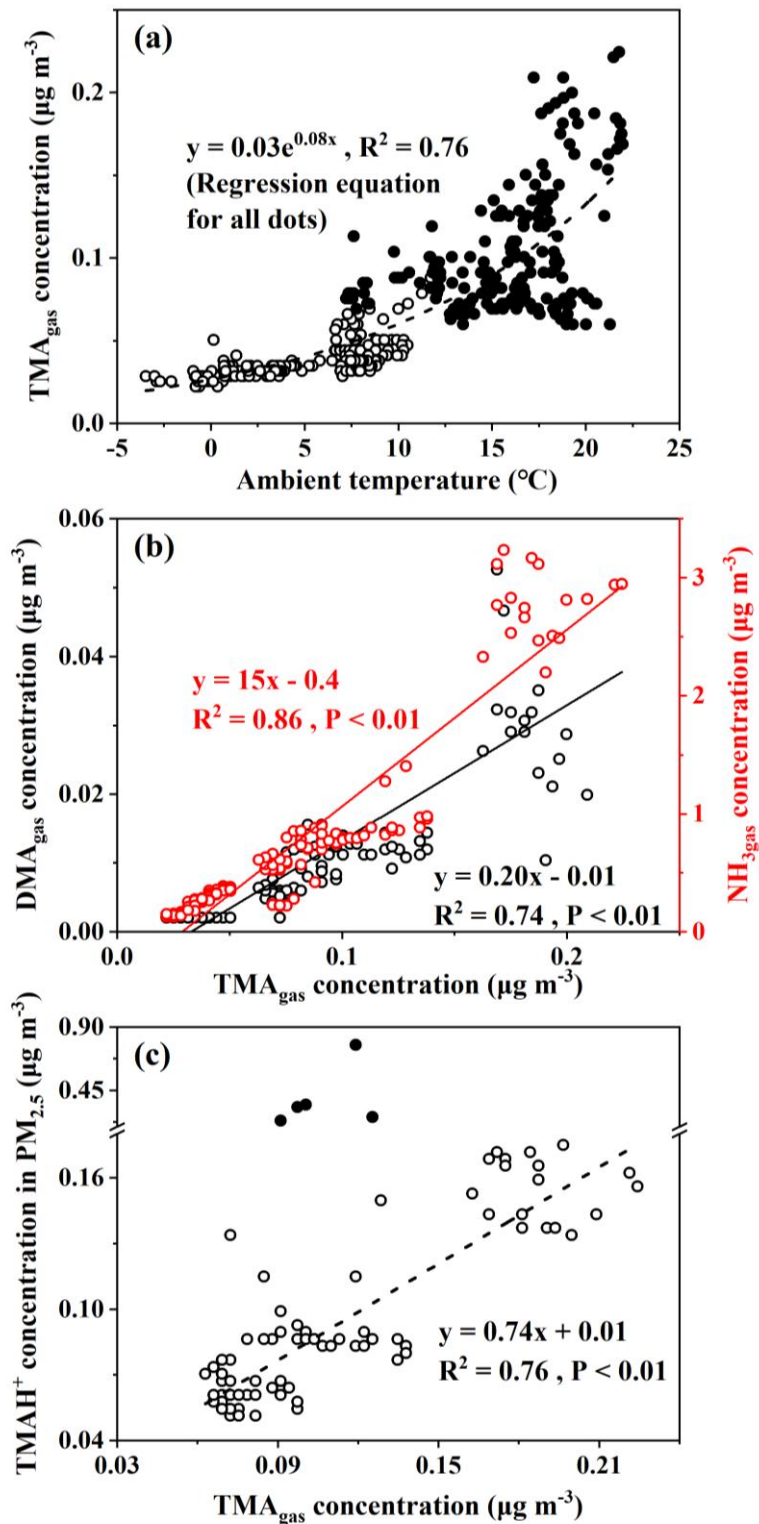 (a)
TMA_gas concentration (μg m⁻³)
0.2
0.1
0.0
y = 0.03e^0.08x , R² = 0.76
(Regression equation
for all dots)
-5 0 5 10 15 20 25
Ambient temperature (°C)
(b)
DMA_gas concentration (μg m⁻³)
0.06
0.04
0.02
0.00
NH₃gas concentration (μg m⁻³)
3
2
1
0
y = 15x - 0.4
R² = 0.86 , P < 0.01
y = 0.20x - 0.01
R² = 0.74 , P < 0.01
0.0 0.1 0.2
TMA_gas concentration (μg m⁻³)
(c)
TMAH⁺ concentration in PM₂.₅ (μg m⁻³)
0.90
0.45
0.16
0.10
0.04
y = 0.74x + 0.01
R² = 0.76 , P < 0.01
0.03 0.09 0.15 0.21
TMA_gas concentration (μg m⁻³)